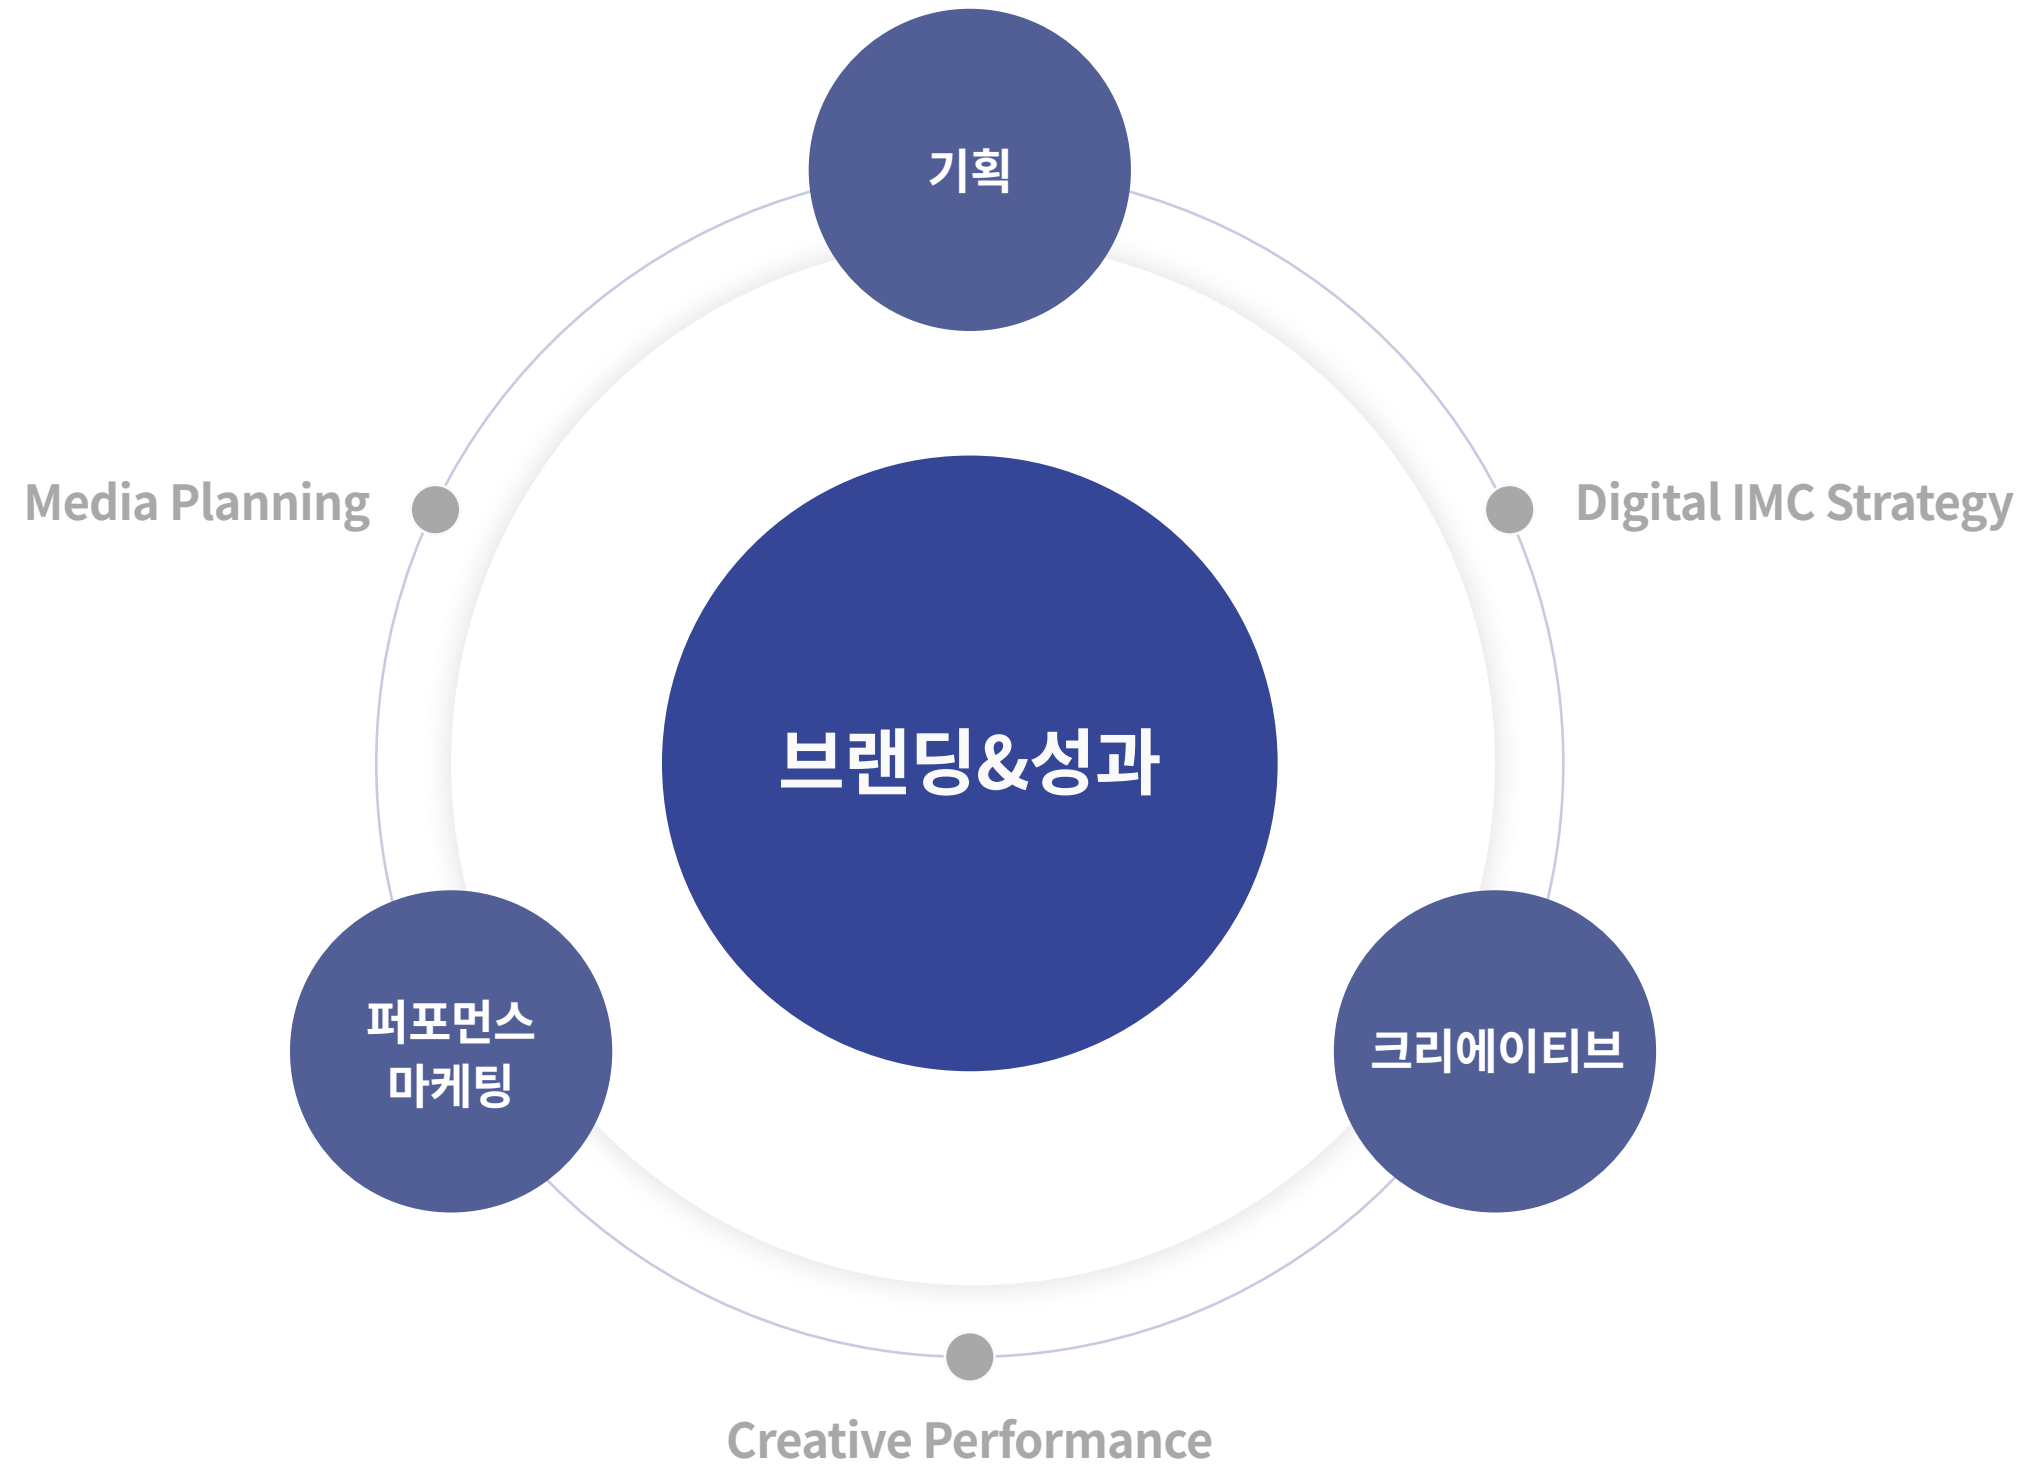 기획
Media Planning
Digital IMC Strategy
브랜딩&성과
퍼포먼스
마케팅
크리에이티브
Creative Performance